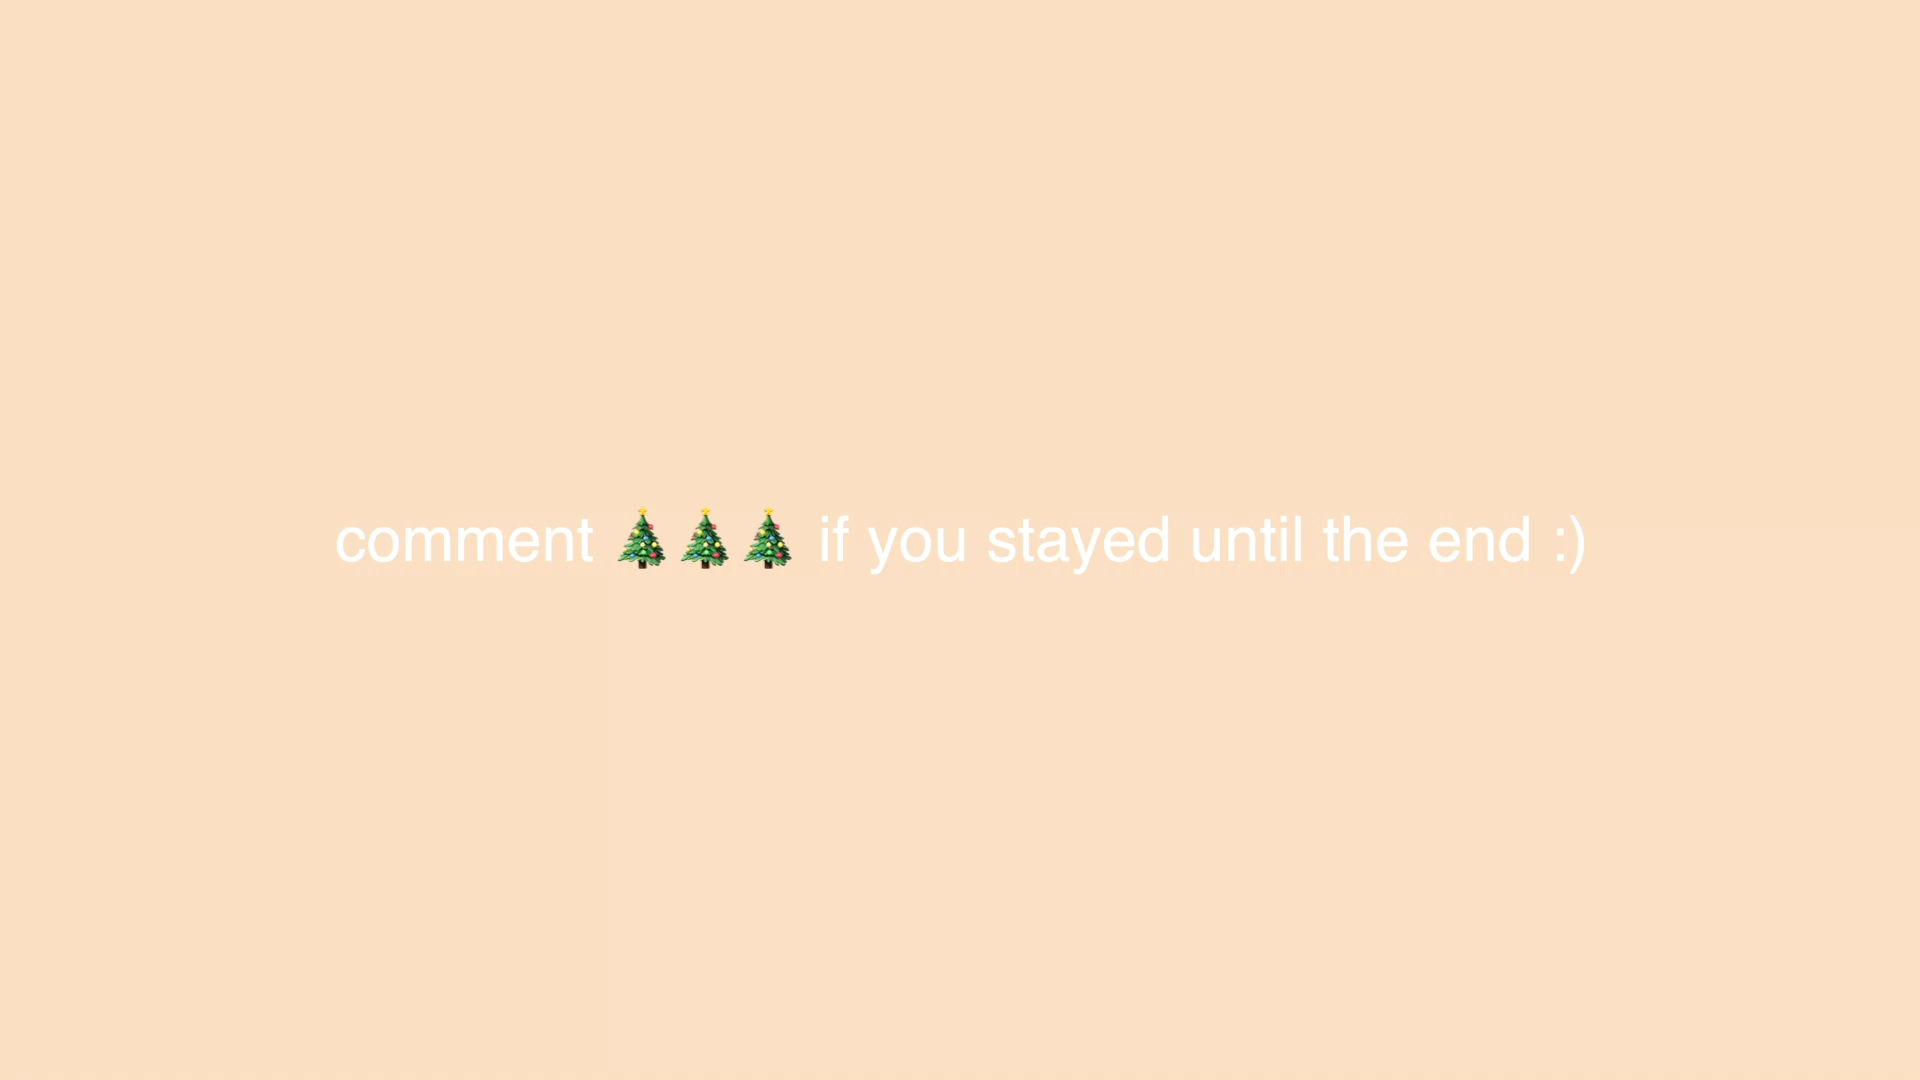 comment 🎄🎄🎄 if you stayed until the end :)